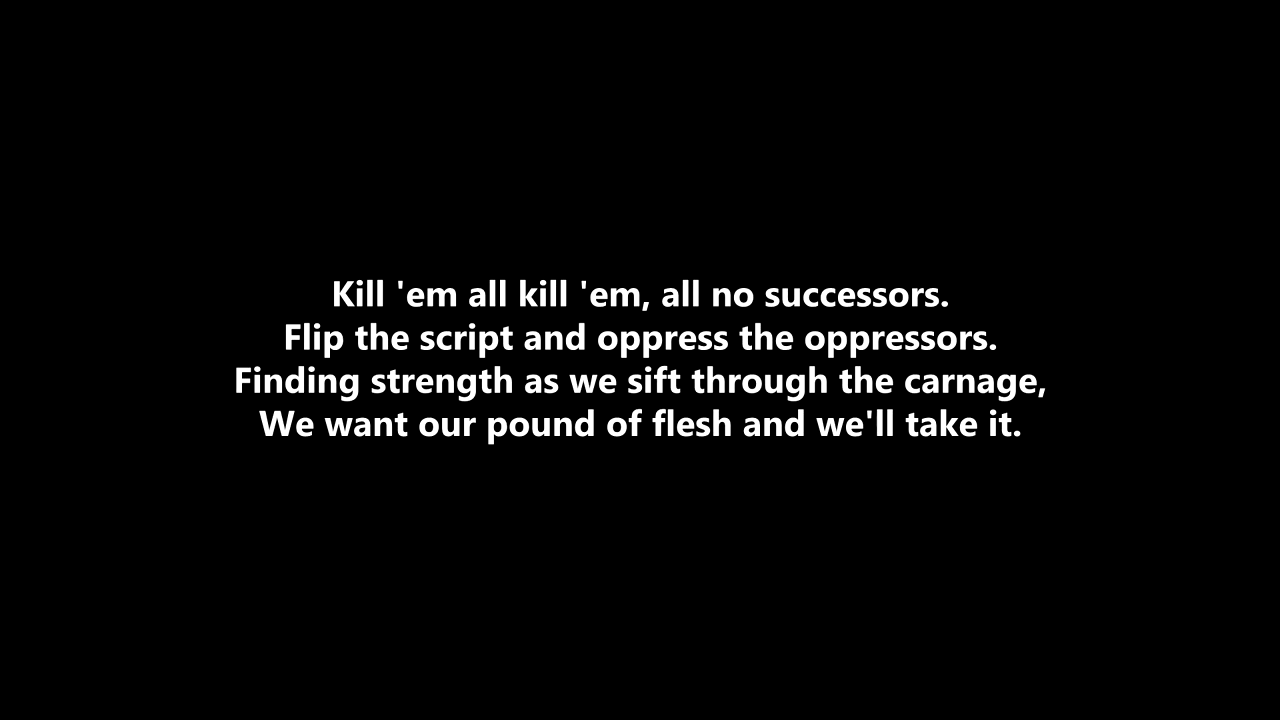 Kill 'em all kill 'em, all no successors.
Flip the script and oppress the oppressors.
Finding strength as we sift through the carnage,
We want our pound of flesh and we'll take it.